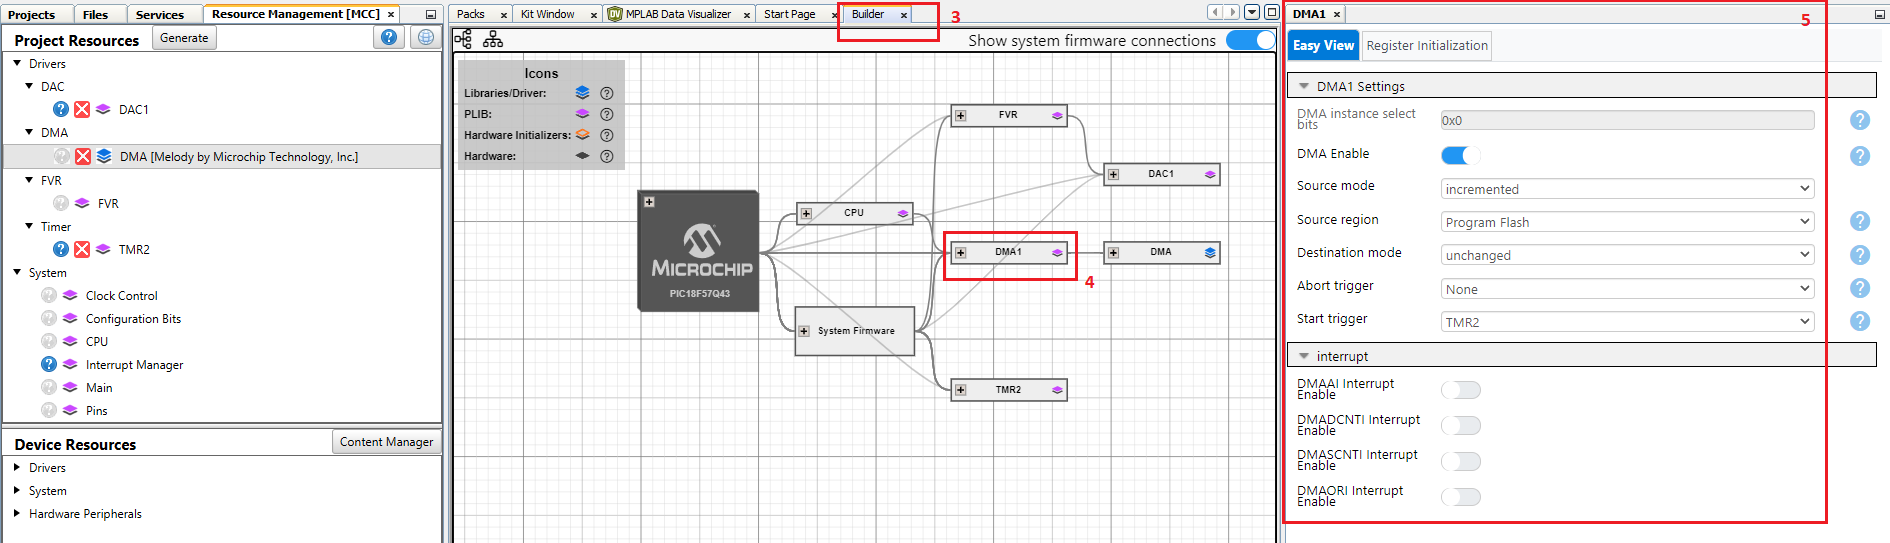 Projects Files Services Resource Management [MCC] ×
Project Resources Generate
Drivers
DAC
DAC1
DMA
DMA [Melody by Microchip Technology, Inc.]
FVR
FVR
Timer
TMR2
System
Clock Control
Configuration Bits
CPU
Interrupt Manager
Main
Pins
Device Resources Content Manager
Drivers
System
Hardware Peripherals
Packs × Kit Window × DV MPLAB Data Visualizer × Start Page × Builder × 3
Show system firmware connections
Icons
Libraries/Driver:
PLIB:
Hardware Initializers:
Hardware:
FVR
DAC1
CPU
MICROCHIP
PIC18F57Q43
DMA1
DMA
4
System Firmware
TMR2
DMA1 × 5
Easy View Register Initialization
DMA1 Settings
DMA instance select
bits
0x0
DMA Enable
Source mode incremented
Source region Program Flash
Destination mode unchanged
Abort trigger None
Start trigger TMR2
interrupt
DMAAI Interrupt
Enable
DMADCNTI Interrupt
Enable
DMASCNTI Interrupt
Enable
DMAORI Interrupt
Enable